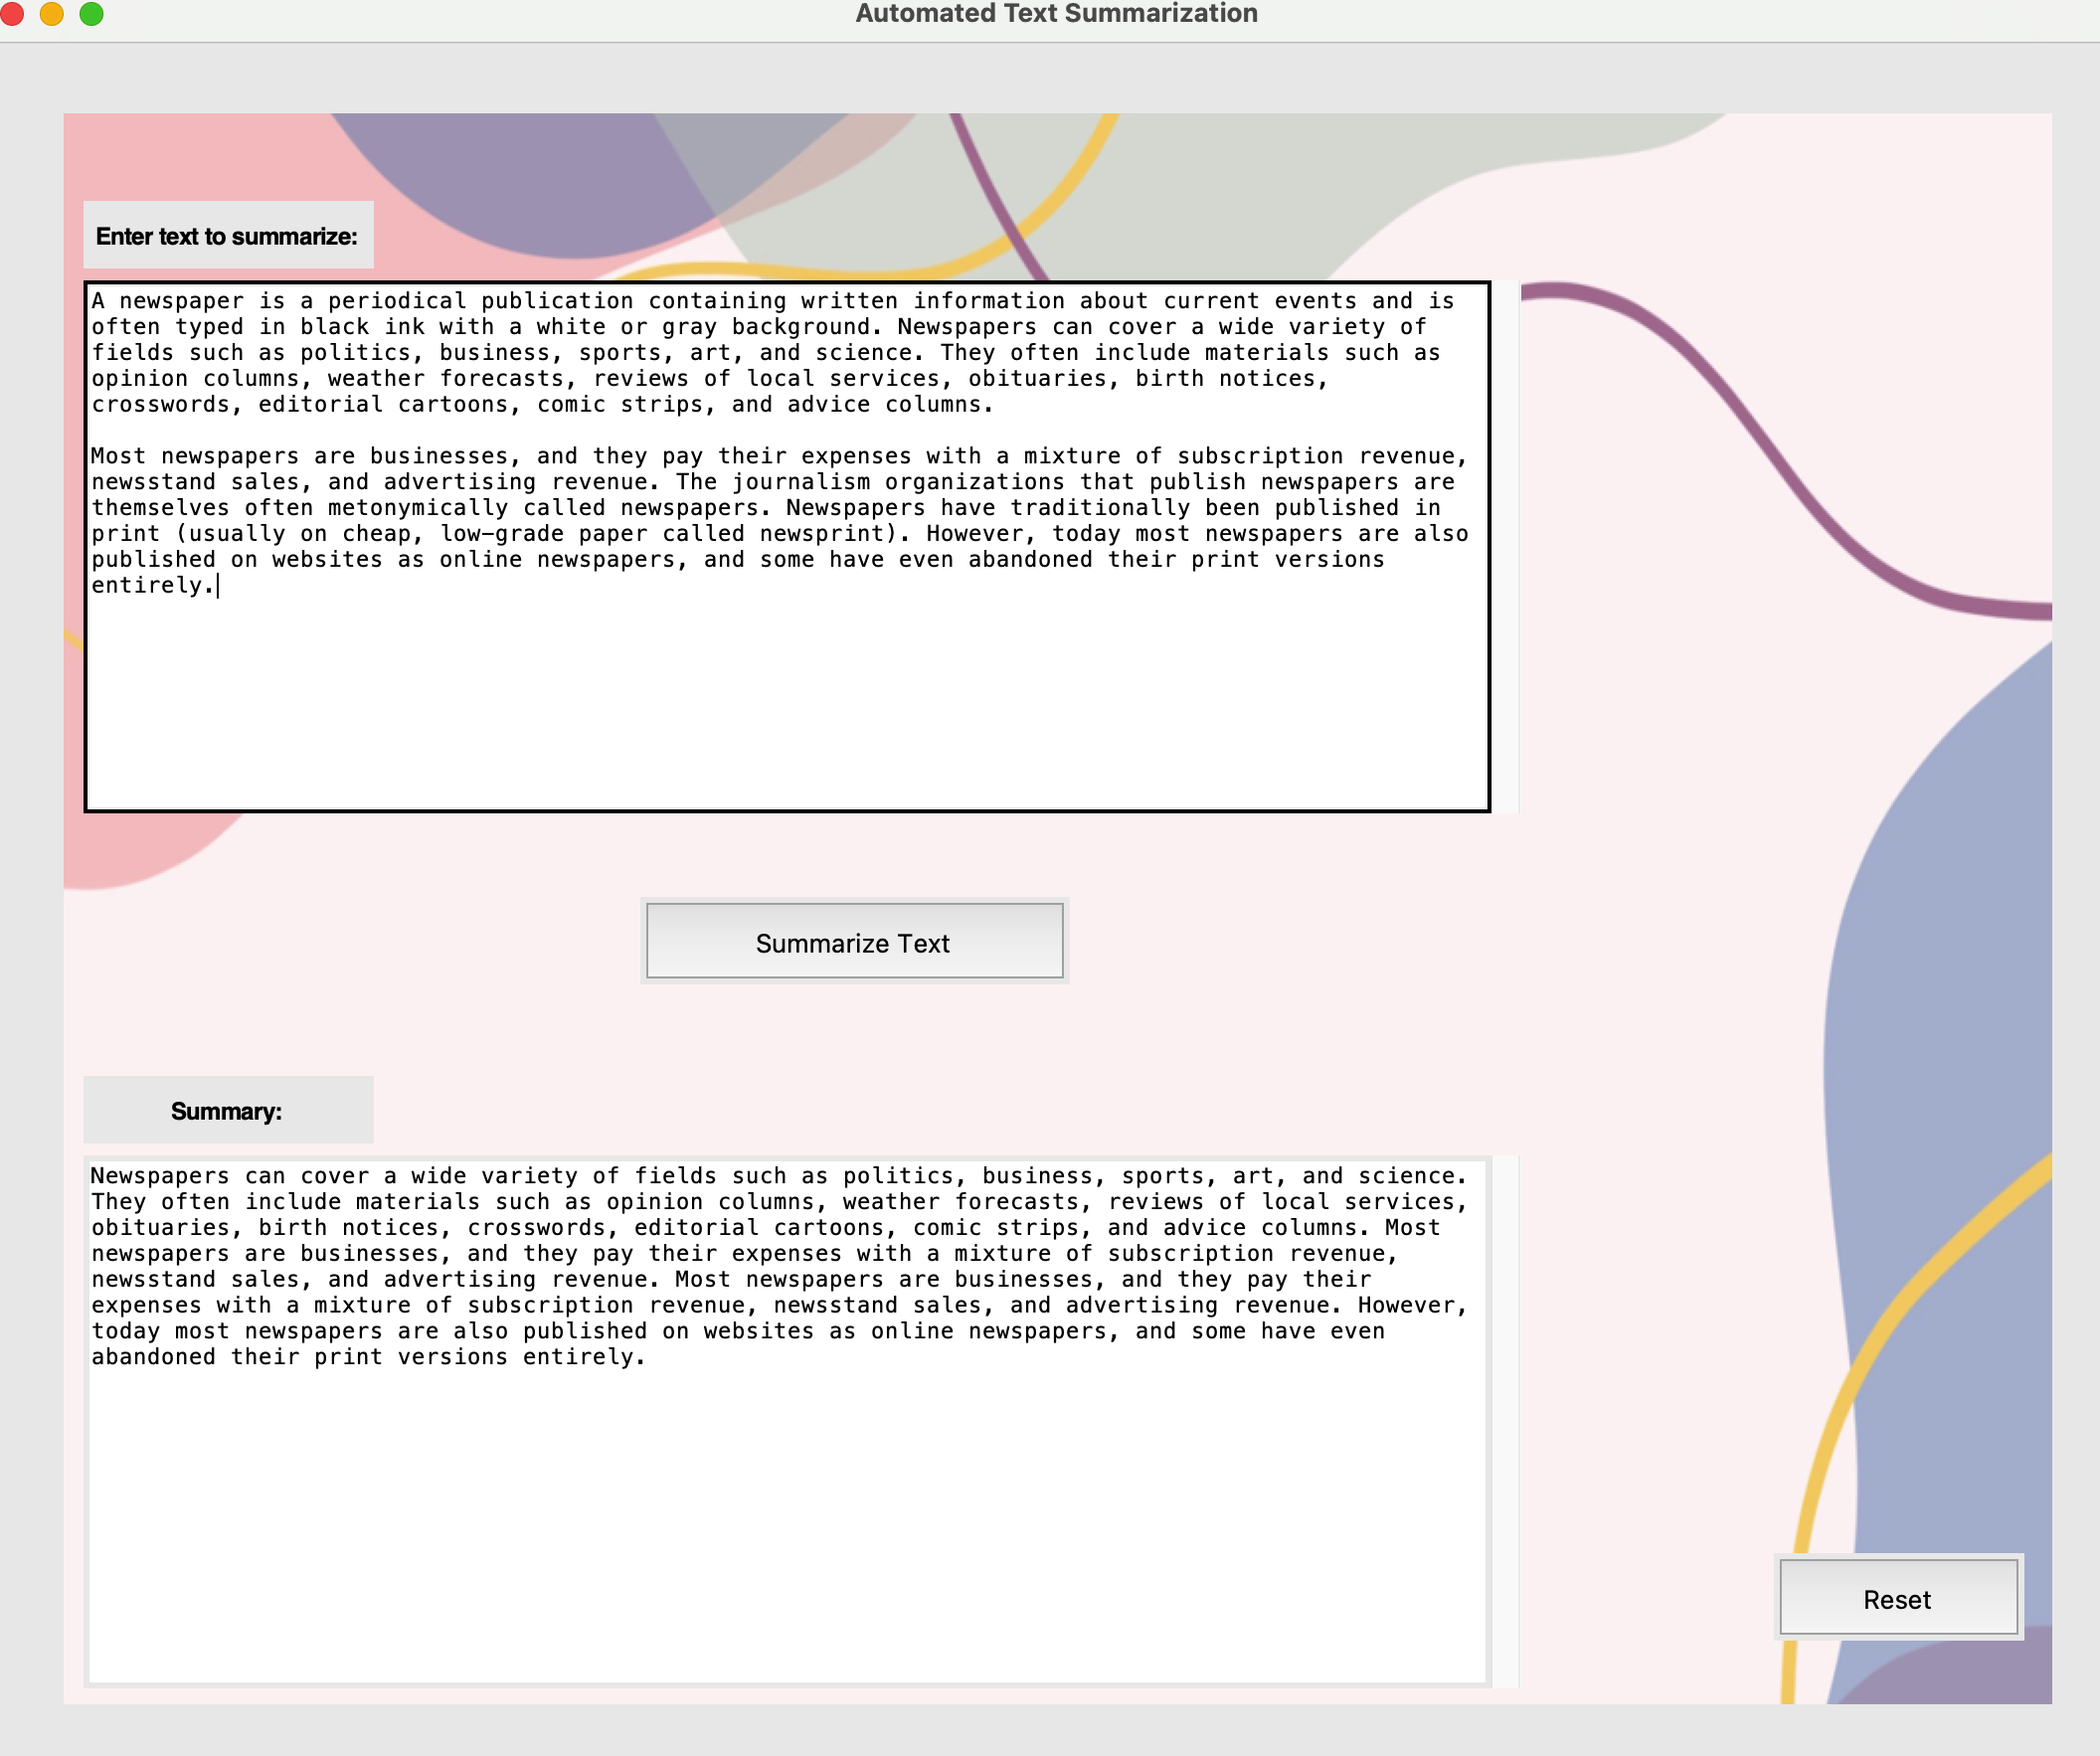 Automated Text Summarization
Enter text to summarize:
A newspaper is a periodical publication containing written information about current events and is
often typed in black ink with a white or gray background. Newspapers can cover a wide variety of
fields such as politics, business, sports, art, and science. They often include materials such as
opinion columns, weather forecasts, reviews of local services, obituaries, birth notices,
crosswords, editorial cartoons, comic strips, and advice columns.
Most newspapers are businesses, and they pay their expenses with a mixture of subscription revenue,
newsstand sales, and advertising revenue. The journalism organizations that publish newspapers are
themselves often metonymically called newspapers. Newspapers have traditionally been published in
print (usually on cheap, low-grade paper called newsprint). However, today most newspapers are also
published on websites as online newspapers, and some have even abandoned their print versions
entirely.
Summarize Text
Summary:
Newspapers can cover a wide variety of fields such as politics, business, sports, art, and science.
They often include materials such as opinion columns, weather forecasts, reviews of local services,
obituaries, birth notices, crosswords, editorial cartoons, comic strips, and advice columns. Most
newspapers are businesses, and they pay their expenses with a mixture of subscription revenue,
newsstand sales, and advertising revenue. Most newspapers are businesses, and they pay their
expenses with a mixture of subscription revenue, newsstand sales, and advertising revenue. However,
today most newspapers are also published on websites as online newspapers, and some have even
abandoned their print versions entirely.
Reset